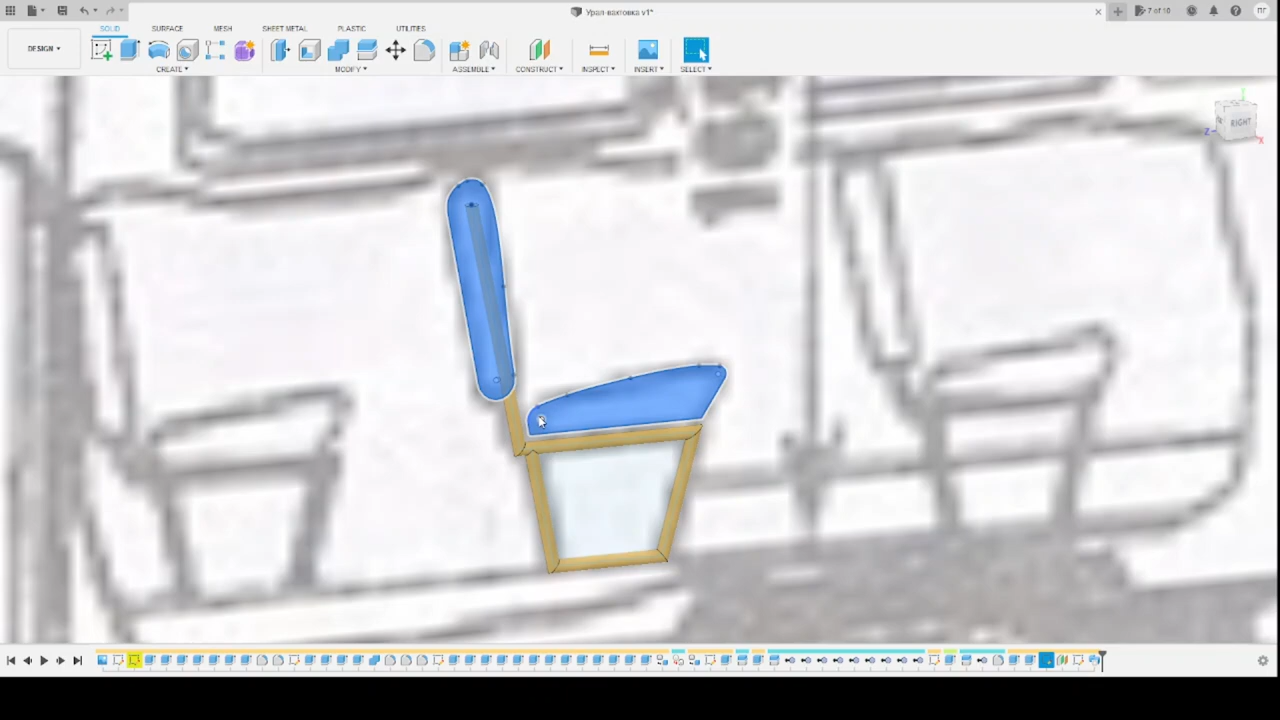 Урал-вахтовка v1*
7 of 10
ПГ
SOLID SURFACE MESH SHEET METAL PLASTIC UTILITIES
DESIGN
CREATE MODIFY ASSEMBLE CONSTRUCT INSPECT INSERT SELECT
RIGHT
Z
X